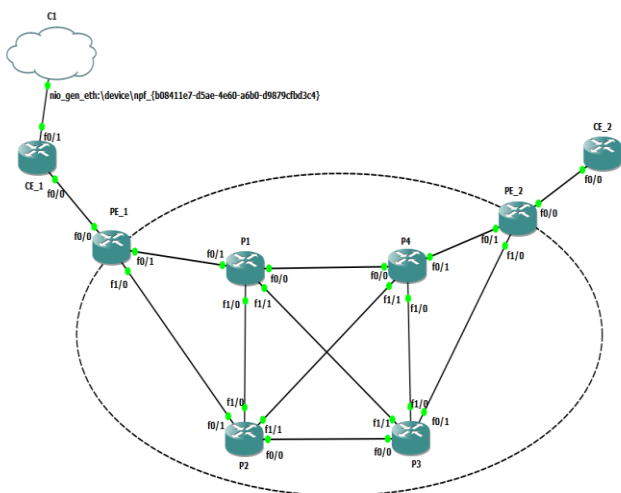 C1
nio_gen_eth:\device\npf_{b08411e7-d5ae-4e60-a6b0-d9879cfbd3c4}
f0/1
CE_1
f0/0
CE_2
f0/0
PE_1
f0/0
f0/1
f1/0
PE_2
f0/0
f0/1
f1/0
P1
f0/1
f0/0
f1/0
f1/1
P4
f0/0
f0/1
f1/1
f1/0
f1/0
f0/1
f1/1
f0/0
P2
f1/0
f1/1
f0/1
f0/0
P3